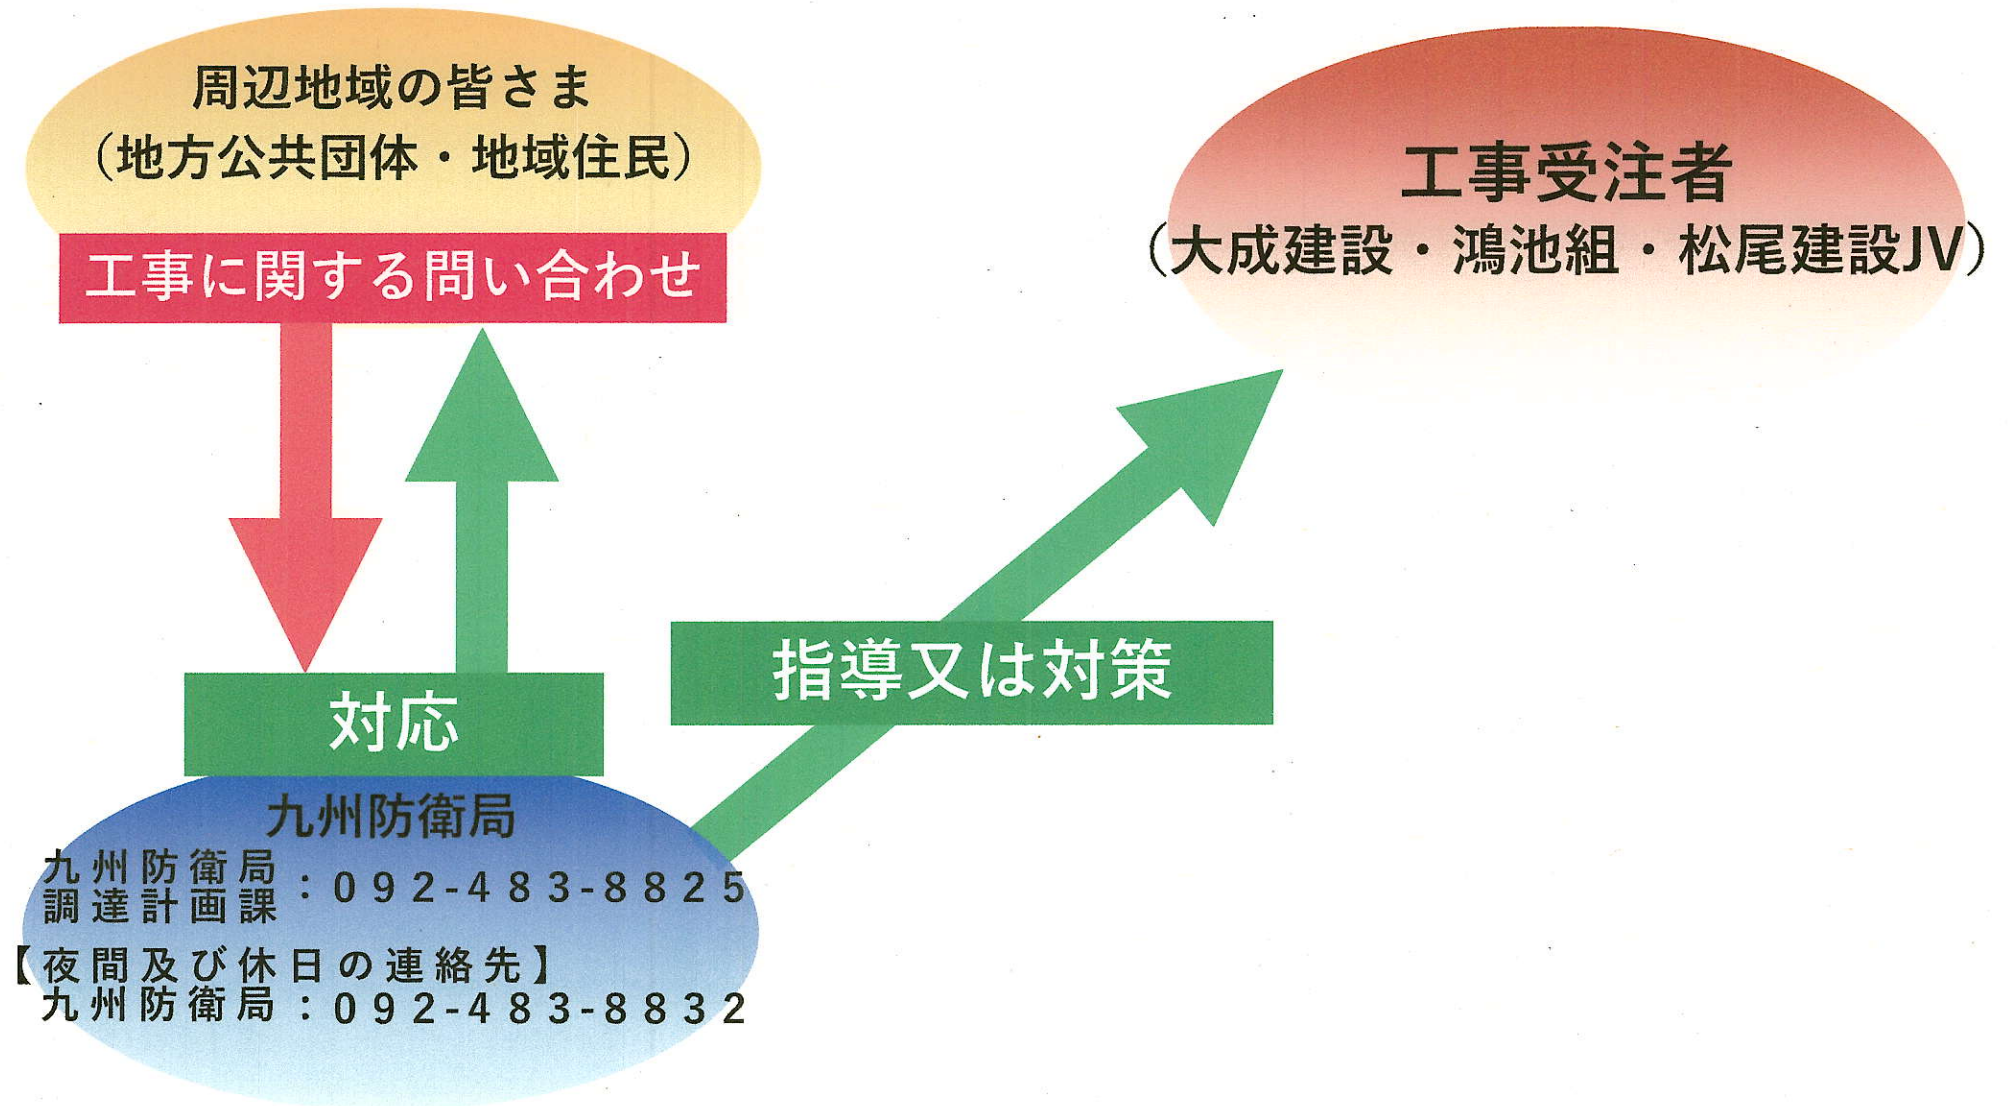 周辺地域の皆さま
（地方公共団体・地域住民）
工事に関する問い合わせ
工事受注者
（大成建設・鴻池組・松尾建設JV）
指導又は対策
対応
九州防衛局
九州防衛局
調達計画課：092-483-8825
【夜間及び休日の連絡先】
九州防衛局：092-483-8832